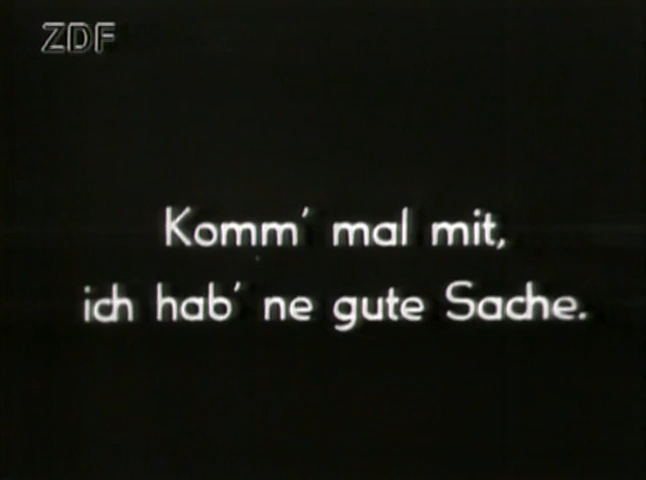 ZDF
Komm' mal mit,
ich hab' ne gute Sache.